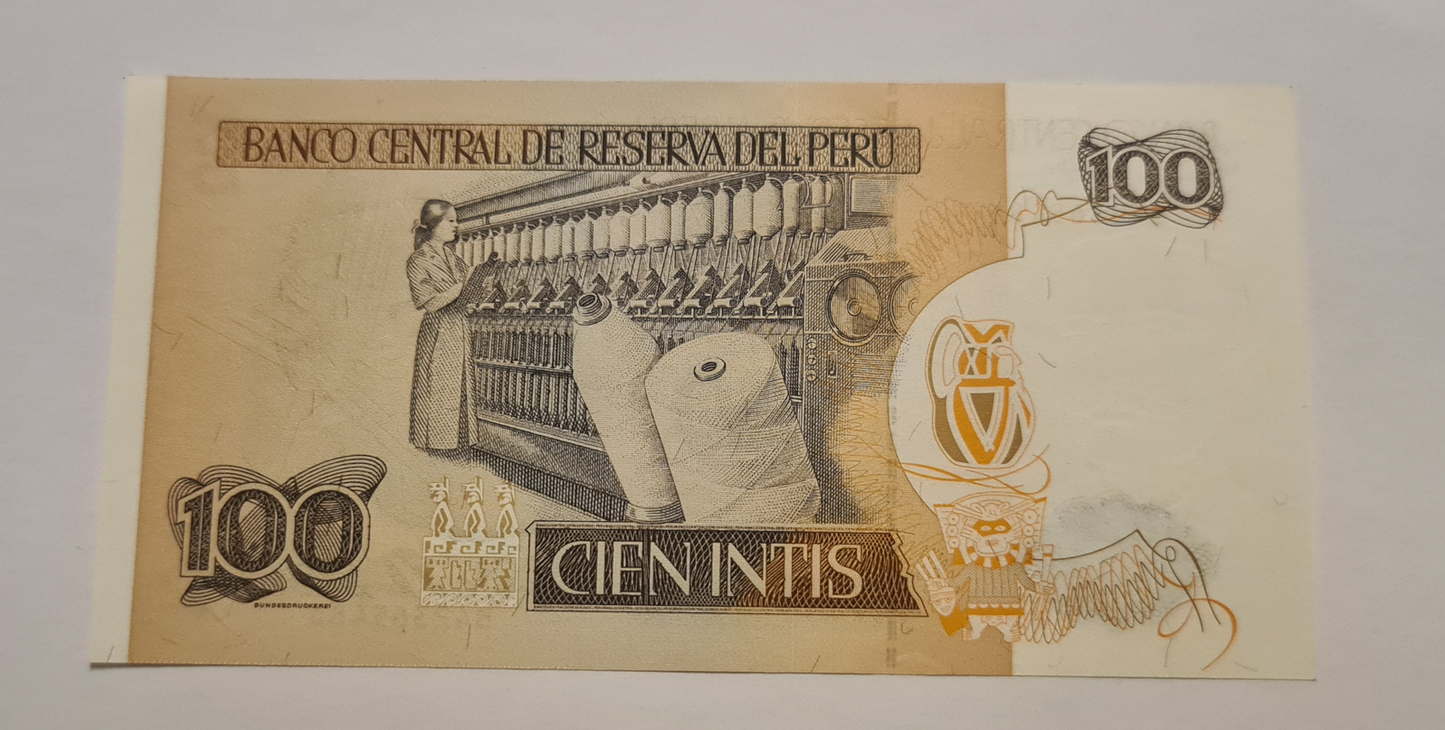 BANCO CENTRAL DE RESERVA DEL PERÚ
100
100
BUNDESDRUCKEREI
CIEN INTIS